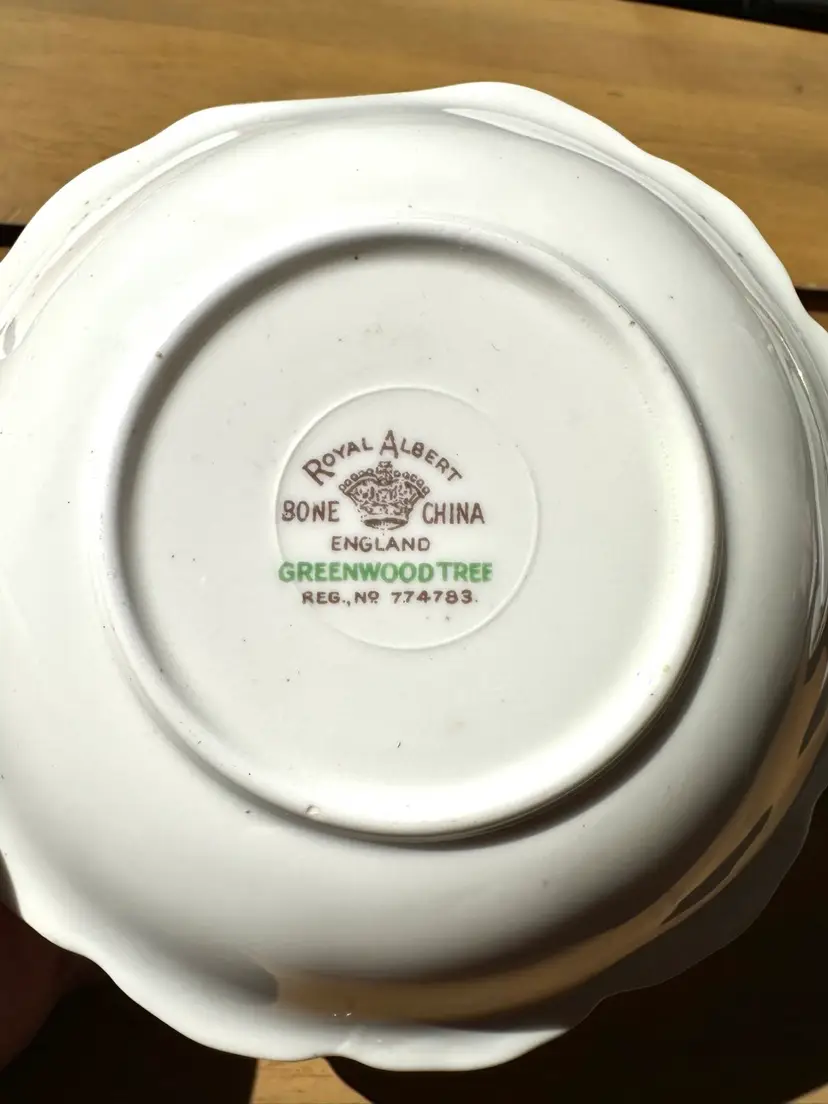 ROYAL ALBERT
BONE CHINA
ENGLAND
GREENWOOD TREE
REG., Nº 774783.